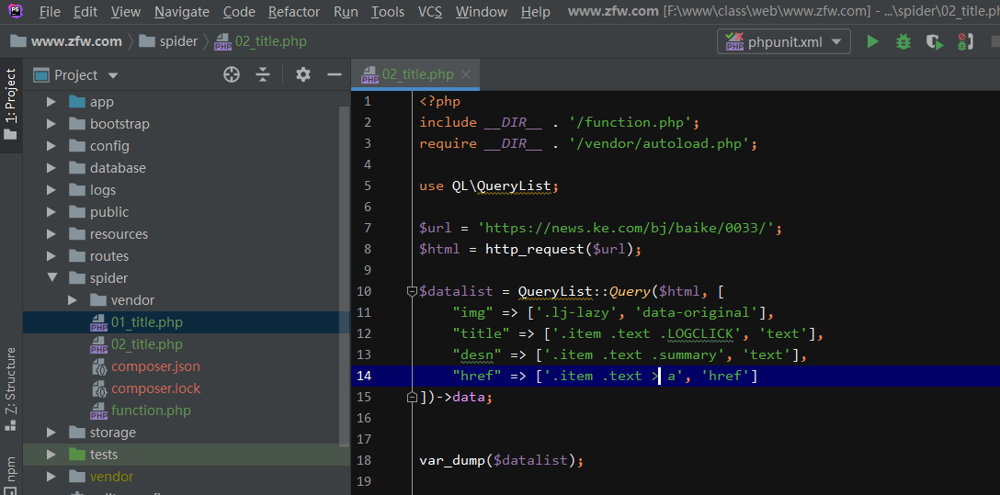 PS File Edit View Navigate Code Refactor Run Tools VCS Window Help www.zfw.com [F:\www\class\web\www.zfw.com] - ...\spider\02_title.ph
www.zfw.com spider 02_title.php phpunit.xml
1: Project
Project
02_title.php
app
bootstrap
config
database
logs
public
resources
routes
spider
vendor
01_title.php
02_title.php
composer.json
composer.lock
function.php
storage
tests
vendor
Z: Structure
npm
1 <?php
2 include __DIR__ . '/function.php';
3 require __DIR__ . '/vendor/autoload.php';
4
5 use QL\QueryList;
6
7 $url = 'https://news.ke.com/bj/baike/0033/';
8 $html = http_request($url);
9
10 $datalist = QueryList::Query($html, [
11 "img" => ['.lj-lazy', 'data-original'],
12 "title" => ['.item .text .LOGCLICK', 'text'],
13 "desn" => ['.item .text .summary', 'text'],
14 "href" => ['.item .text > a', 'href']
15 ])->data;
16
17
18 var_dump($datalist);
19